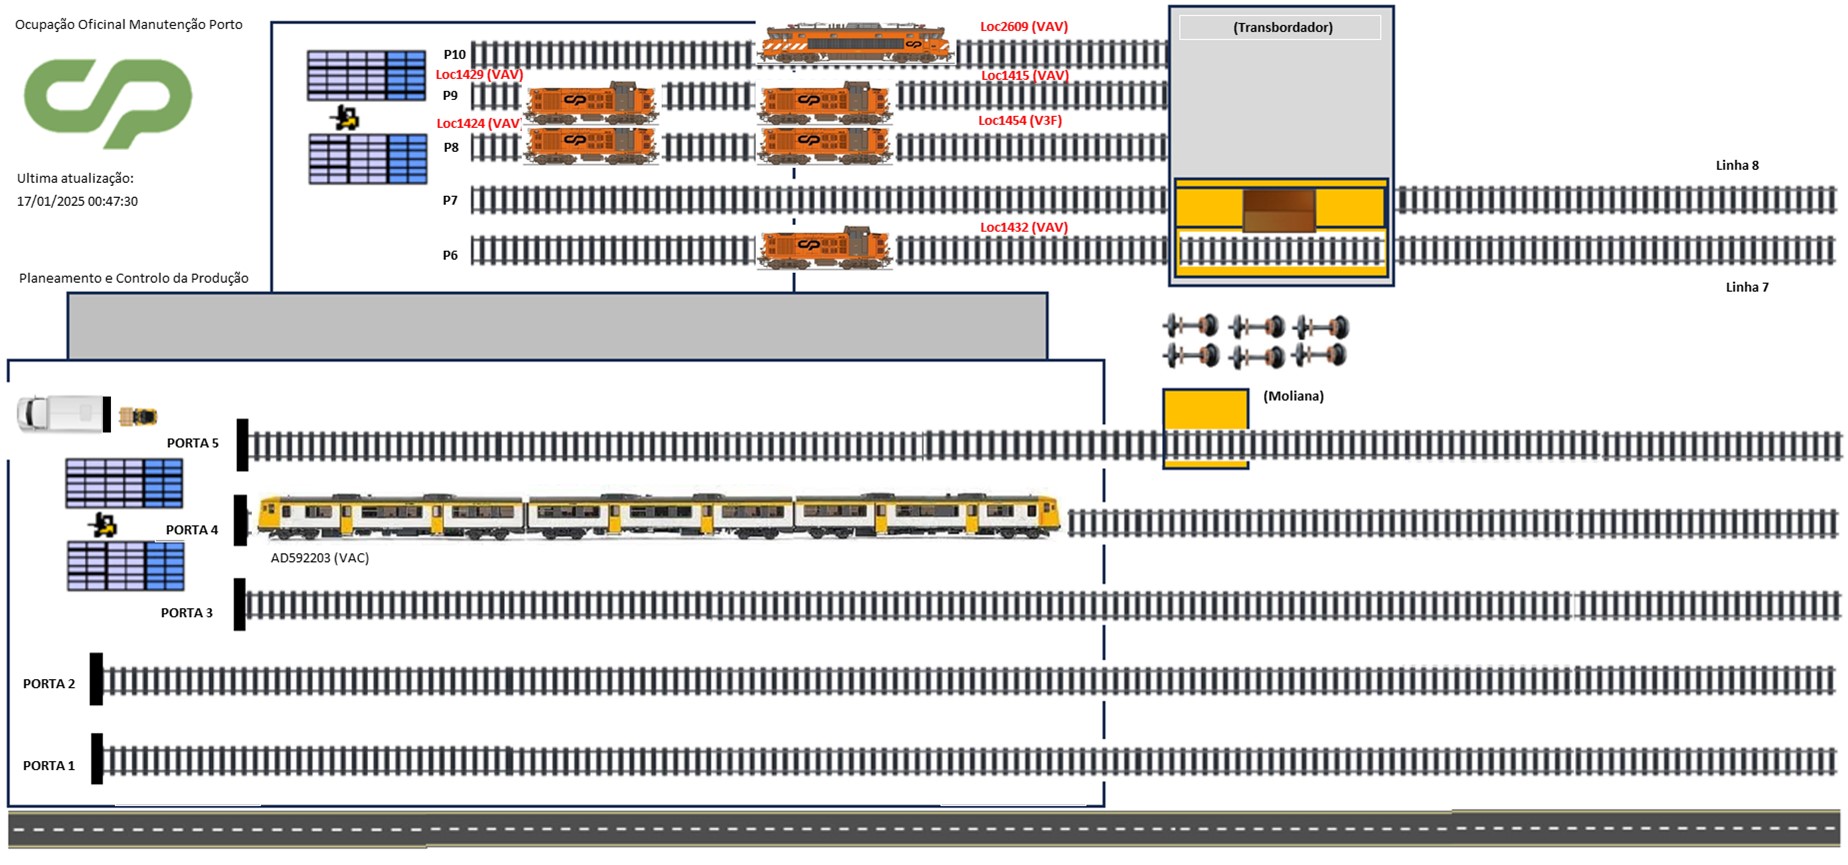 Ocupação Oficinal Manutenção Porto
Loc2609 (VAV)
(Transbordador)
P10
Loc1429 (VAV)
Loc1415 (VAV)
P9
Loc1424 (VAV)
Loc1454 (V3F)
P8
Linha 8
Ultima atualização:
17/01/2025 00:47:30
P7
Loc1432 (VAV)
P6
Planeamento e Controlo da Produção
Linha 7
(Moliana)
PORTA 5
PORTA 4
AD592203 (VAC)
PORTA 3
PORTA 2
PORTA 1